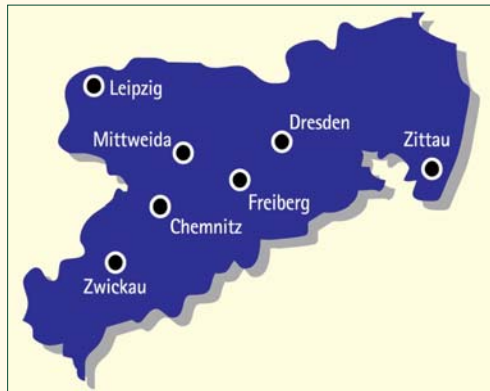 Leipzig
Dresden
Mittweida
Zittau
Freiberg
Chemnitz
Zwickau